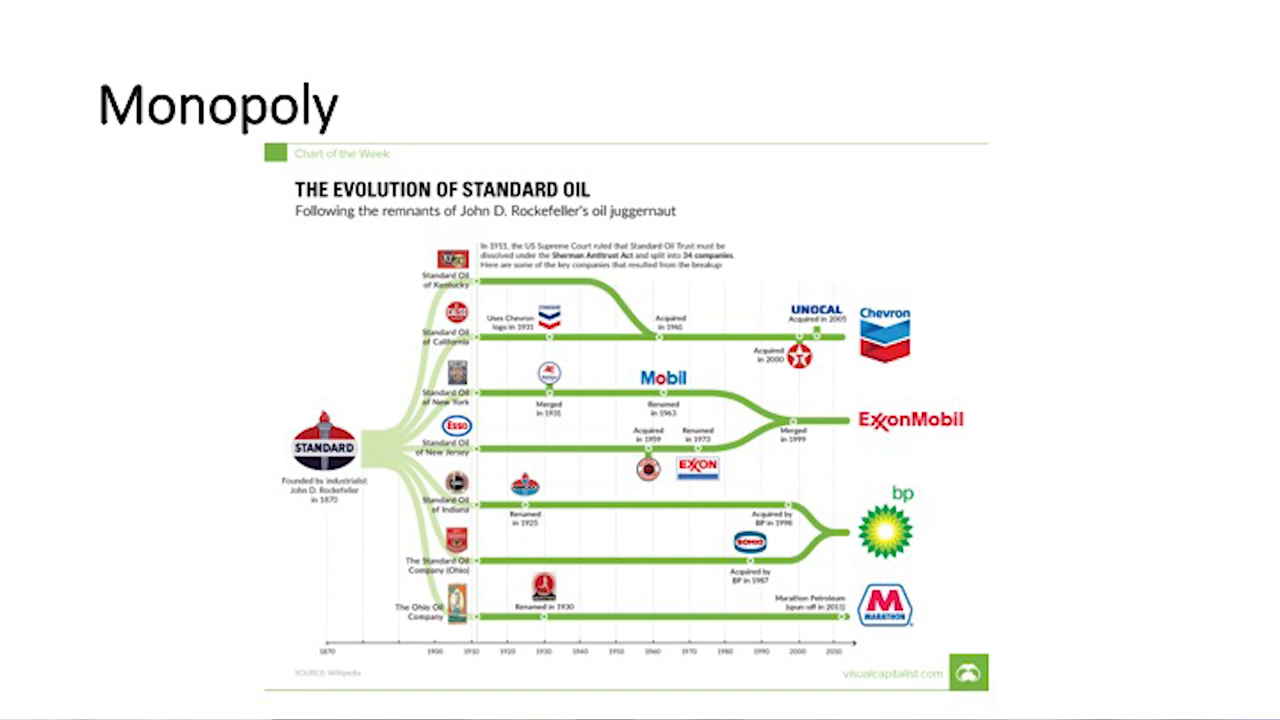 Monopoly
Chart of the Week
THE EVOLUTION OF STANDARD OIL
Following the remnants of John D. Rockefeller's oil juggernaut
In 1911, the US Supreme Court ruled that Standard Oil Trust must be
dissolved under the Sherman Antitrust Act and split into 34 companies.
Here are some of the key companies that resulted from the breakup:
Standard Oil
of Kentucky
Standard Oil
of California
Uses Chevron
logo in 1931
Acquired
in 1961
UNOCAL
Acquired in 2005
Acquired
in 2000
Chevron
Standard Oil
of New York
Merged
in 1931
Mobil
Renamed
in 1963
Esso
Standard Oil
of New Jersey
Acquired
in 1959
Renamed
in 1973
EXXON
Merged
in 1999
ExxonMobil
STANDARD
Founded by industrialist
John D. Rockefeller
in 1870
Standard Oil
of Indiana
Renamed
in 1925
Acquired by
BP in 1998
bp
The Standard Oil
Company (Ohio)
SOHIO
Acquired by
BP in 1987
The Ohio Oil
Company
Renamed in 1930
Marathon Petroleum
(spun-off in 2011)
MARATHON
1870 1900 1910 1920 1930 1940 1950 1960 1970 1980 1990 2000 2010
SOURCE: Wikipedia
visualcapitalist.com